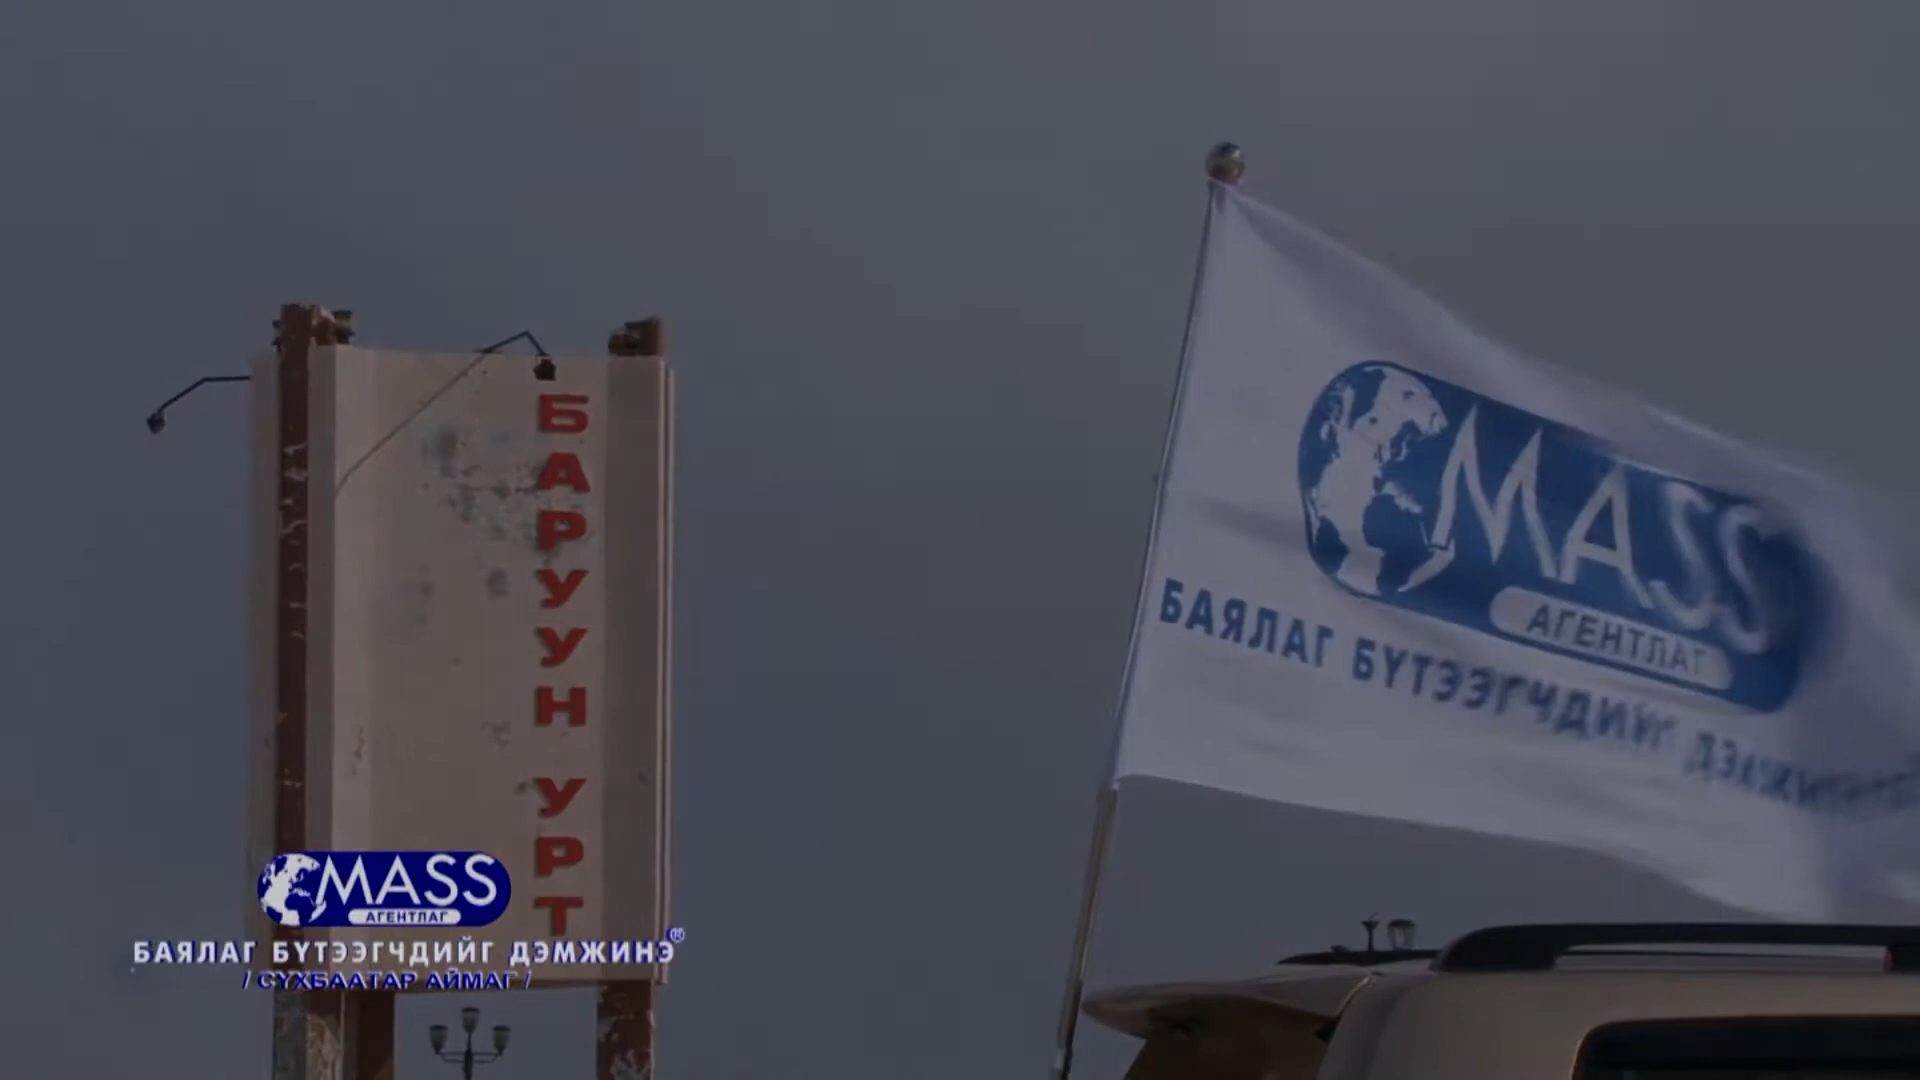 БАРУУН УРТ
MASS
АГЕНТЛАГ
БАЯЛАГ БҮТЭЭГЧДИЙГ ДЭМЖИНЭ
MASS
АГЕНТЛАГ
БАЯЛАГ БҮТЭЭГЧДИЙГ ДЭМЖИНЭ®
/ СҮХБААТАР АЙМАГ /